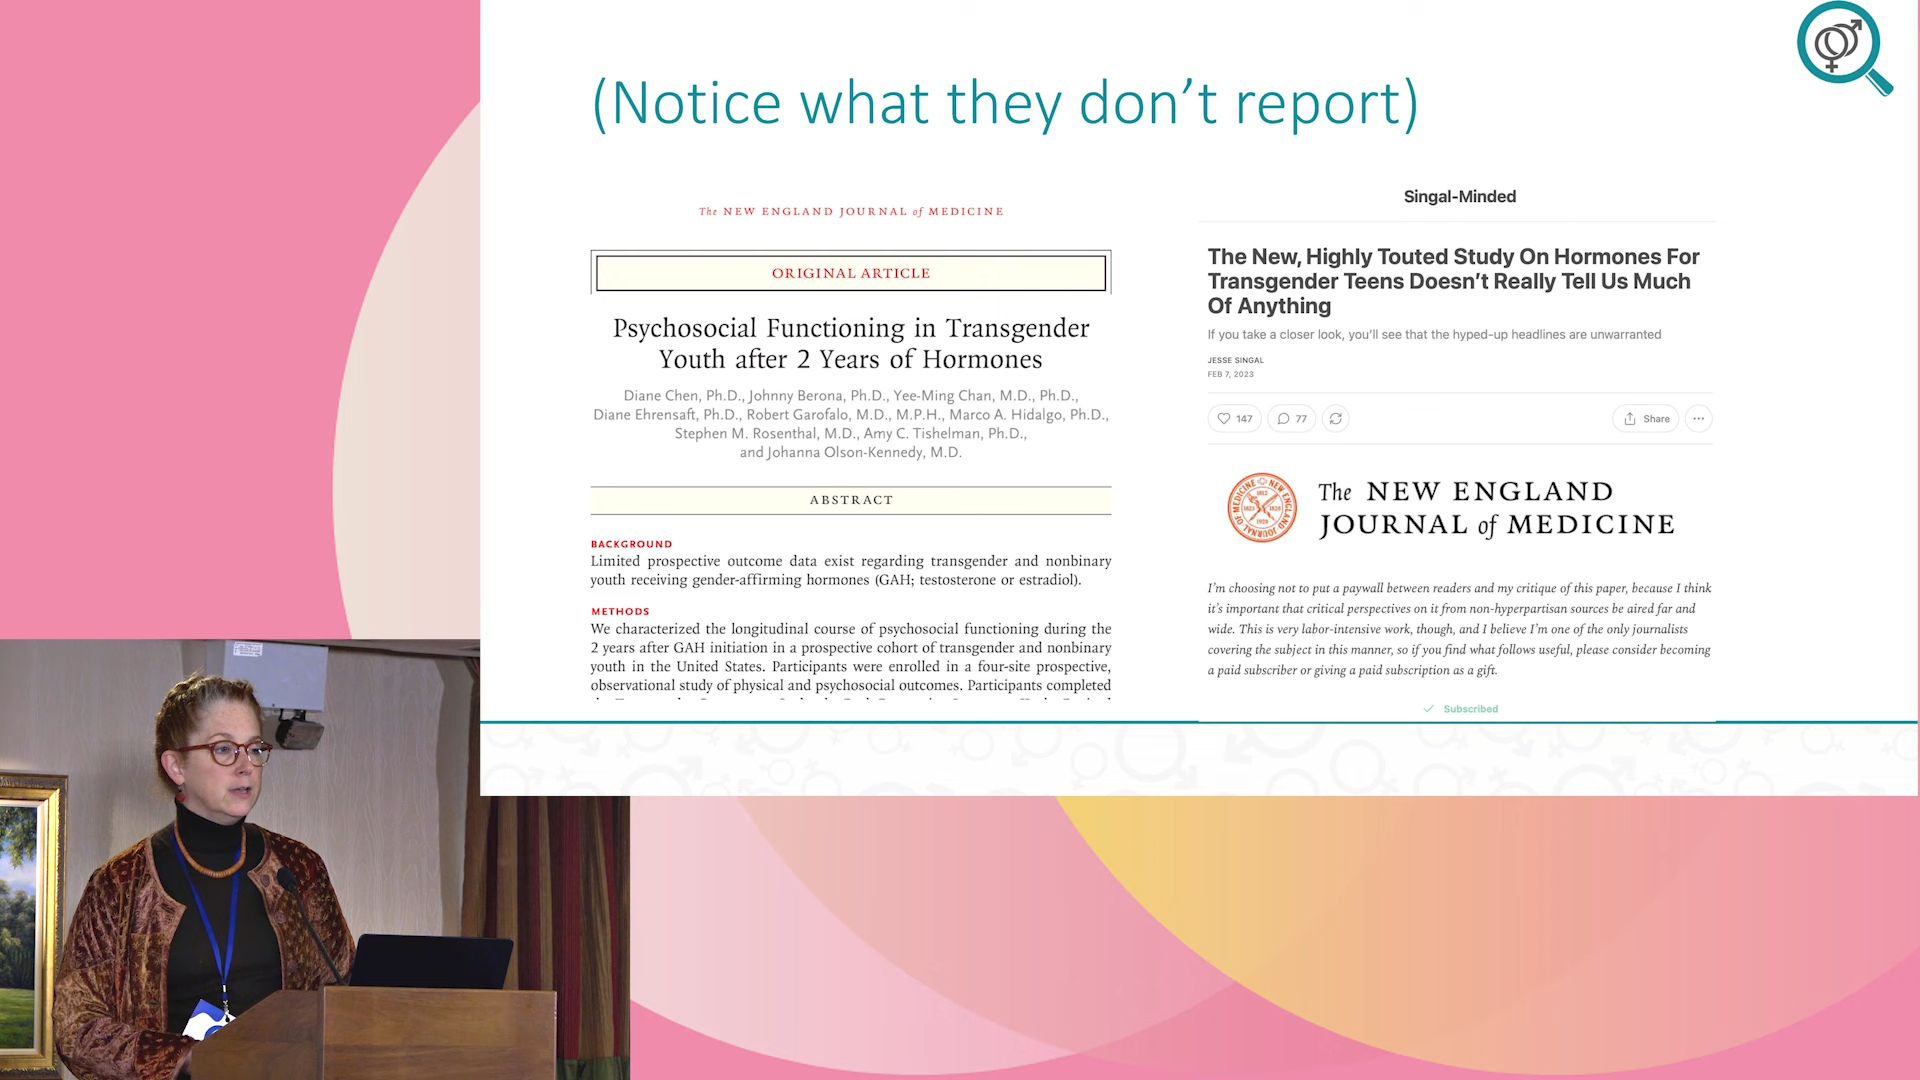 (Notice what they don’t report)
The NEW ENGLAND JOURNAL of MEDICINE
ORIGINAL ARTICLE
Psychosocial Functioning in Transgender
Youth after 2 Years of Hormones
Diane Chen, Ph.D., Johnny Berona, Ph.D., Yee-Ming Chan, M.D., Ph.D.,
Diane Ehrensaft, Ph.D., Robert Garofalo, M.D., M.P.H., Marco A. Hidalgo, Ph.D.,
Stephen M. Rosenthal, M.D., Amy C. Tishelman, Ph.D.,
and Johanna Olson-Kennedy, M.D.
ABSTRACT
BACKGROUND
Limited prospective outcome data exist regarding transgender and nonbinary
youth receiving gender-affirming hormones (GAH; testosterone or estradiol).
METHODS
We characterized the longitudinal course of psychosocial functioning during the
2 years after GAH initiation in a prospective cohort of transgender and nonbinary
youth in the United States. Participants were enrolled in a four-site prospective,
observational study of physical and psychosocial outcomes. Participants completed
Singal-Minded
The New, Highly Touted Study On Hormones For
Transgender Teens Doesn’t Really Tell Us Much
Of Anything
If you take a closer look, you’ll see that the hyped-up headlines are unwarranted
JESSE SINGAL
FEB 7, 2023
147
77
Share
The NEW ENGLAND
JOURNAL of MEDICINE
I’m choosing not to put a paywall between readers and my critique of this paper, because I think
it’s important that critical perspectives on it from non-hyperpartisan sources be aired far and
wide. This is very labor-intensive work, though, and I believe I’m one of the only journalists
covering the subject in this manner, so if you find what follows useful, please consider becoming
a paid subscriber or giving a paid subscription as a gift.
Subscribed